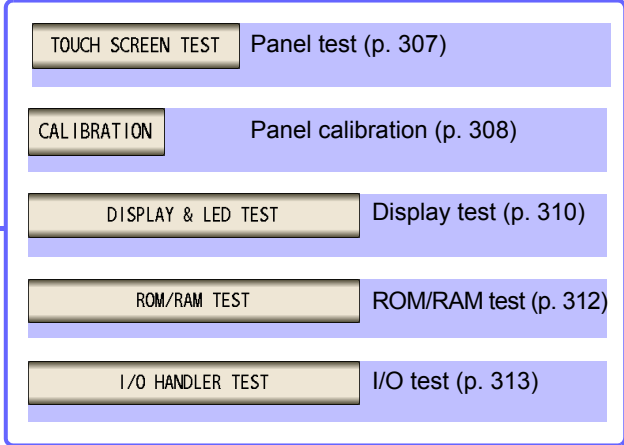 TOUCH SCREEN TEST Panel test (p. 307)
CALIBRATION Panel calibration (p. 308)
DISPLAY & LED TEST Display test (p. 310)
ROM/RAM TEST ROM/RAM test (p. 312)
I/O HANDLER TEST I/O test (p. 313)